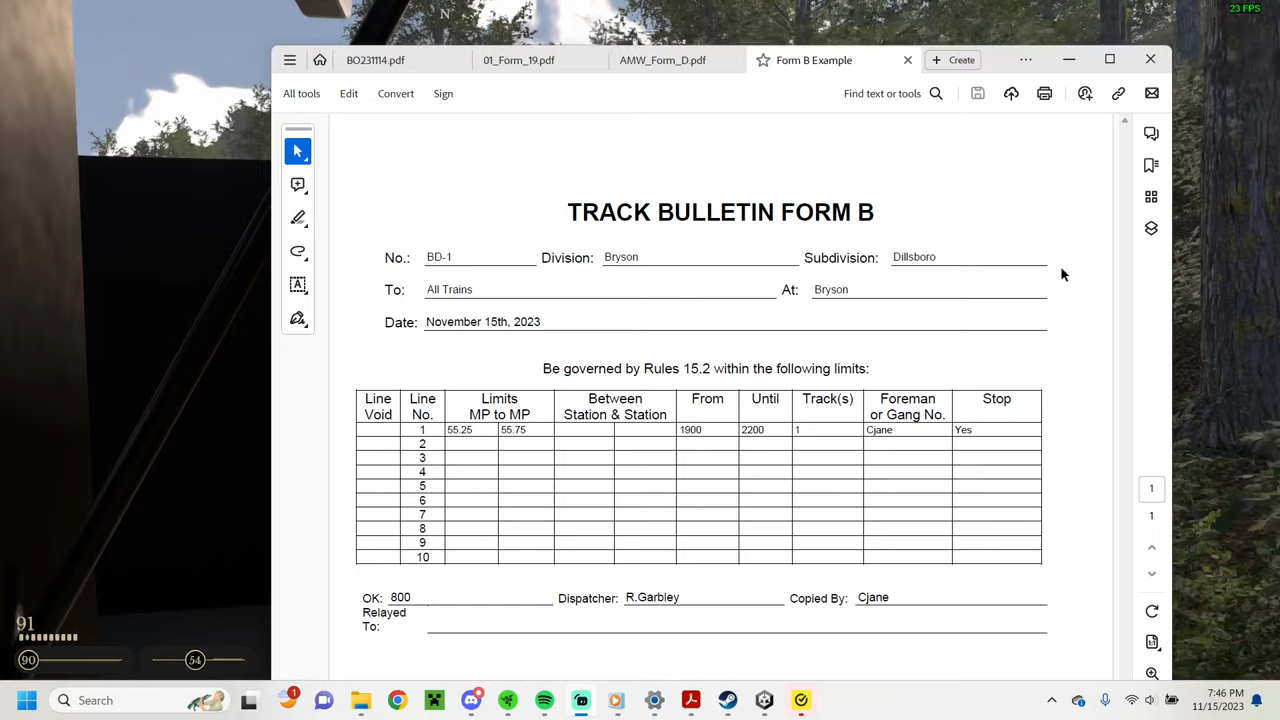 23 FPS
N
BO231114.pdf 01_Form_19.pdf AMW_Form_D.pdf Form B Example Create
All tools Edit Convert Sign Find text or tools
TRACK BULLETIN FORM B
No.: BD-1 Division: Bryson Subdivision: Dillsboro
To: All Trains At: Bryson
Date: November 15th, 2023
Be governed by Rules 15.2 within the following limits:
Line Line Limits Between From Until Track(s) Foreman Stop
Void No. MP to MP Station & Station or Gang No.
1 55.25 55.75 1900 2200 1 Cjane Yes
2
3
4
5
6
7
8
9
10
OK: 800 Dispatcher: R.Garbley Copied By: Cjane
Relayed
To:
1
1
91
90 54
Search 1 7:46 PM
11/15/2023